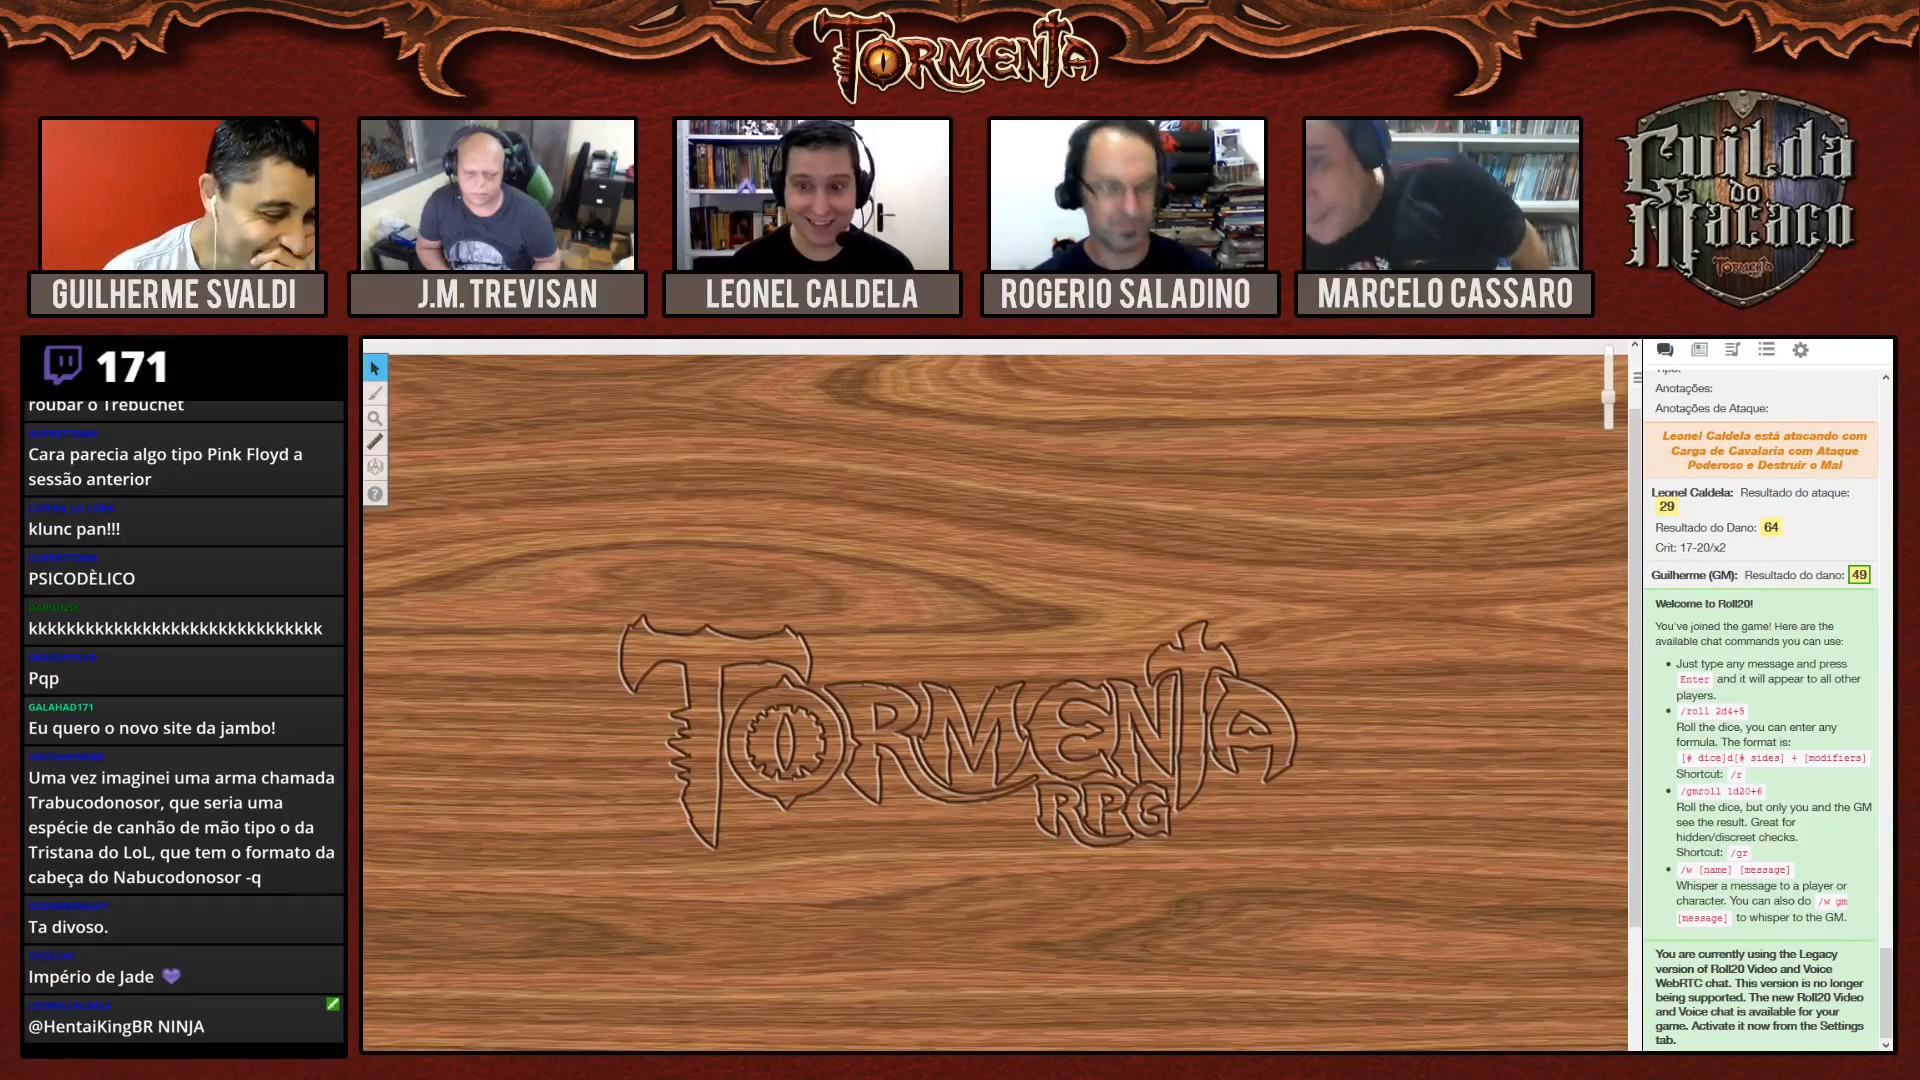 TORMENTA
Guilda
do
Macaco
TORMENTA
GUILHERME SVALDI
J.M. TREVISAN
LEONEL CALDELA
ROGERIO SALADINO
MARCELO CASSARO
171
roubar o Trebuchet
Cara parecia algo tipo Pink Floyd a
sessão anterior
klunc pan!!!
PSICODÈLICO
DARIUNSK
kkkkkkkkkkkkkkkkkkkkkkkkkkkkkkk
Pqp
GALAHAD171
Eu quero o novo site da jambo!
Uma vez imaginei uma arma chamada
Trabucodonosor, que seria uma
espécie de canhão de mão tipo o da
Tristana do LoL, que tem o formato da
cabeça do Nabucodonosor -q
Ta divoso.
Império de Jade
@HentaiKingBR NINJA
TORMENTA
RPG
Tipo:
Anotações:
Anotações de Ataque:
Leonel Caldela está atacando com
Carga de Cavalaria com Ataque
Poderoso e Destruir o Mal
Leonel Caldela: Resultado do ataque:
29
Resultado do Dano: 64
Crit: 17-20/x2
Guilherme (GM): Resultado do dano: 49
Welcome to Roll20!
You've joined the game! Here are the
available chat commands you can use:
Just type any message and press
Enter and it will appear to all other
players.
/roll 2d4+5
Roll the dice, you can enter any
formula. The format is:
[# dice]d[# sides] + [modifiers]
Shortcut: /r
/gmroll 1d20+6
Roll the dice, but only you and the GM
see the result. Great for
hidden/discreet checks.
Shortcut: /gr
/w [name] [message]
Whisper a message to a player or
character. You can also do /w gm
[message] to whisper to the GM.
You are currently using the Legacy
version of Roll20 Video and Voice
WebRTC chat. This version is no longer
being supported. The new Roll20 Video
and Voice chat is available for your
game. Activate it now from the Settings
tab.